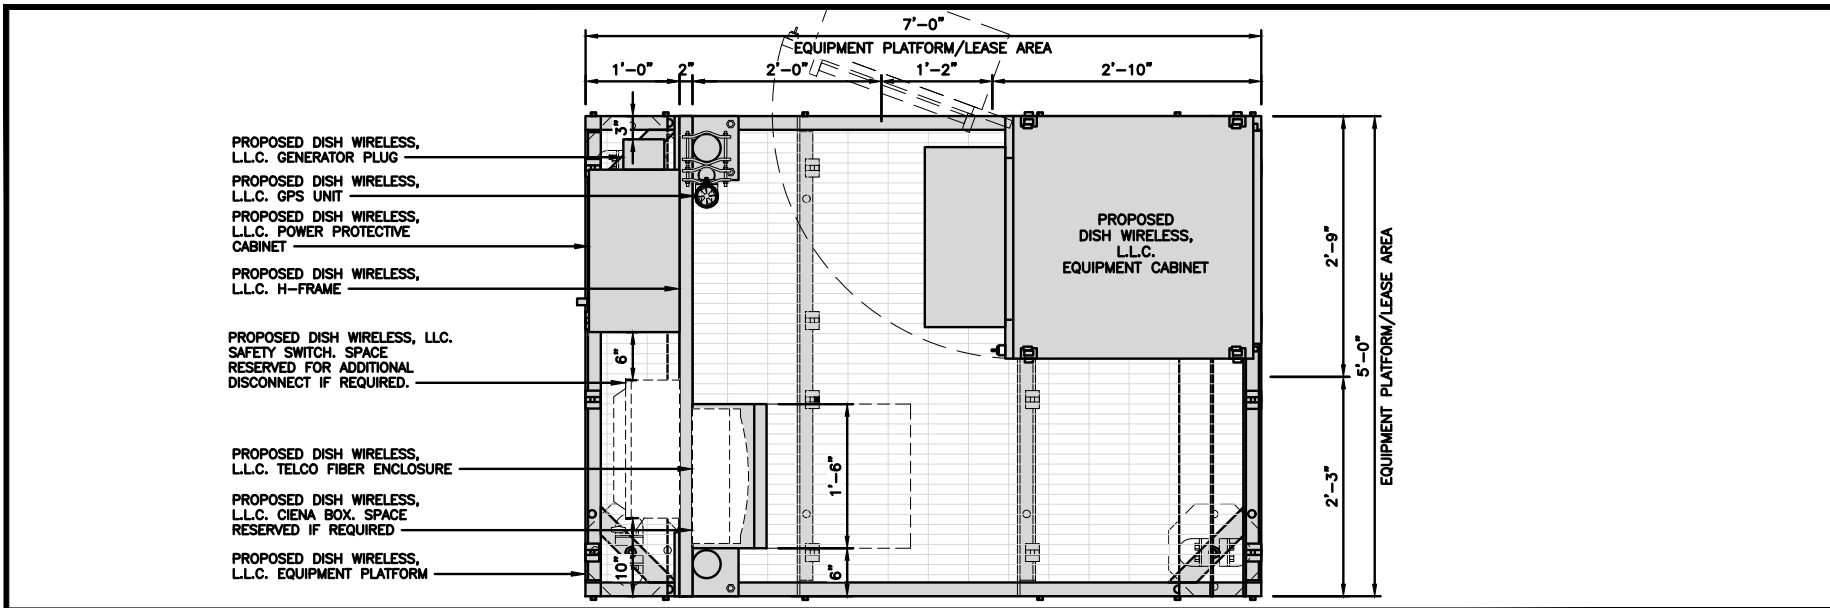 7'-0"
EQUIPMENT PLATFORM/LEASE AREA
1'-0"
2"
2'-0"
1'-2"
2'-10"
3"
PROPOSED DISH WIRELESS,
L.L.C. GENERATOR PLUG
PROPOSED DISH WIRELESS,
L.L.C. GPS UNIT
PROPOSED DISH WIRELESS,
L.L.C. POWER PROTECTIVE
CABINET
PROPOSED DISH WIRELESS,
L.L.C. H-FRAME
PROPOSED DISH WIRELESS, LLC.
SAFETY SWITCH. SPACE
RESERVED FOR ADDITIONAL
DISCONNECT IF REQUIRED.
PROPOSED DISH WIRELESS,
L.L.C. TELCO FIBER ENCLOSURE
PROPOSED DISH WIRELESS,
L.L.C. CIENA BOX. SPACE
RESERVED IF REQUIRED
PROPOSED DISH WIRELESS,
L.L.C. EQUIPMENT PLATFORM
6"
10"
1'-6"
6"
PROPOSED
DISH WIRELESS,
L.L.C.
EQUIPMENT CABINET
2'-9"
2'-3"
5'-0"
EQUIPMENT PLATFORM/LEASE AREA